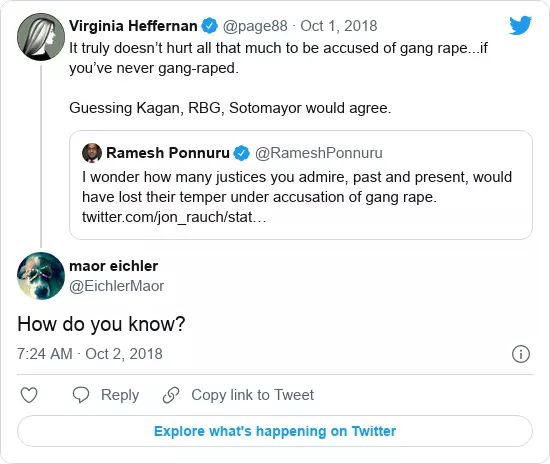 Virginia Heffernan @page88 · Oct 1, 2018
It truly doesn’t hurt all that much to be accused of gang rape...if
you’ve never gang-raped.
Guessing Kagan, RBG, Sotomayor would agree.
Ramesh Ponnuru @RameshPonnuru
I wonder how many justices you admire, past and present, would
have lost their temper under accusation of gang rape.
twitter.com/jon_rauch/stat…
maor eichler
@EichlerMaor
How do you know?
7:24 AM · Oct 2, 2018
Reply Copy link to Tweet
Explore what's happening on Twitter